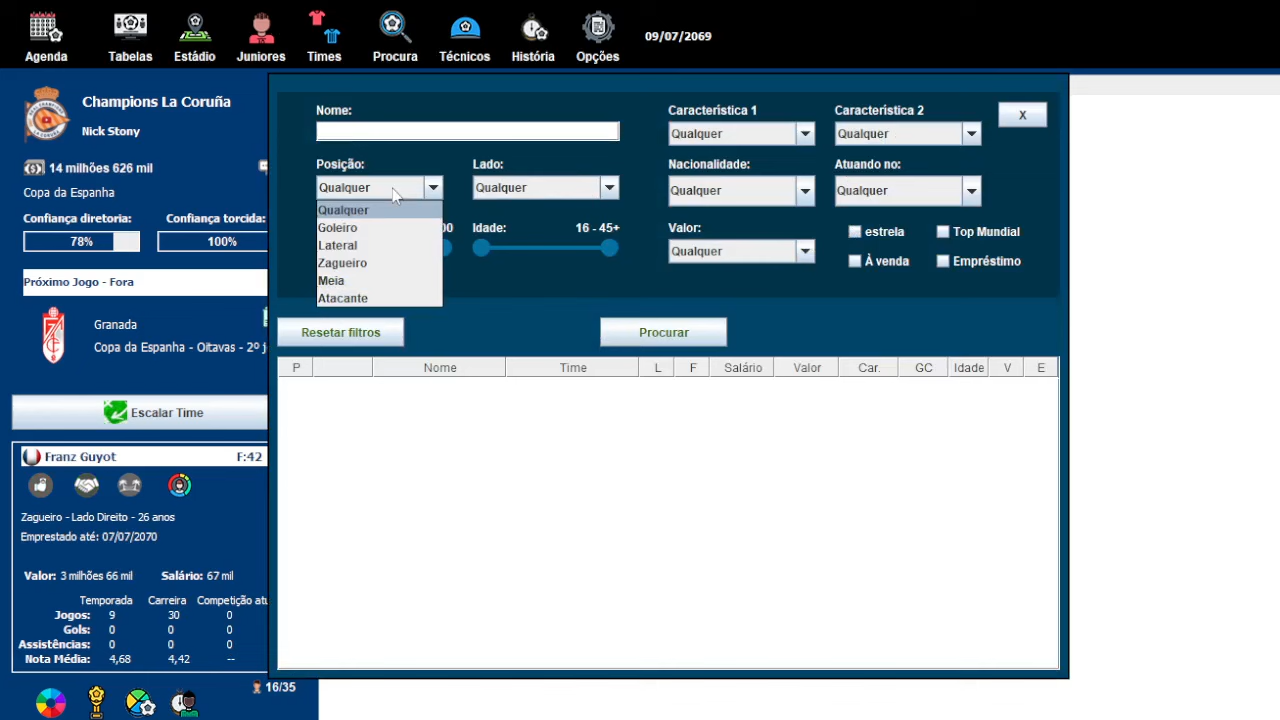 Agenda Tabelas Estádio Juniores Times Procura Técnicos História Opções 09/07/2069
Champions La Coruña
Nick Stony
14 milhões 626 mil
Copa da Espanha
Confiança diretoria: Confiança torcida:
78% 100%
Próximo Jogo - Fora
Granada
Copa da Espanha - Oitavas - 2º j
Escalar Time
Franz Guyot F:42
Zagueiro - Lado Direito - 26 anos
Emprestado até: 07/07/2070
Valor: 3 milhões 66 mil Salário: 67 mil
Temporada Carreira Competição atu
Jogos: 9 30 0
Gols: 0 0 0
Assistências: 0 0 0
Nota Média: 4,68 4,42 --
16/35
Nome: Característica 1 Característica 2 X
Qualquer Qualquer
Posição: Lado: Nacionalidade: Atuando no:
Qualquer Qualquer Qualquer Qualquer
Qualquer
Goleiro
Lateral
Zagueiro
Meia
Atacante
00 Idade: 16 - 45+ Valor: estrela Top Mundial
Qualquer À venda Empréstimo
Resetar filtros Procurar
P Nome Time L F Salário Valor Car. GC Idade V E